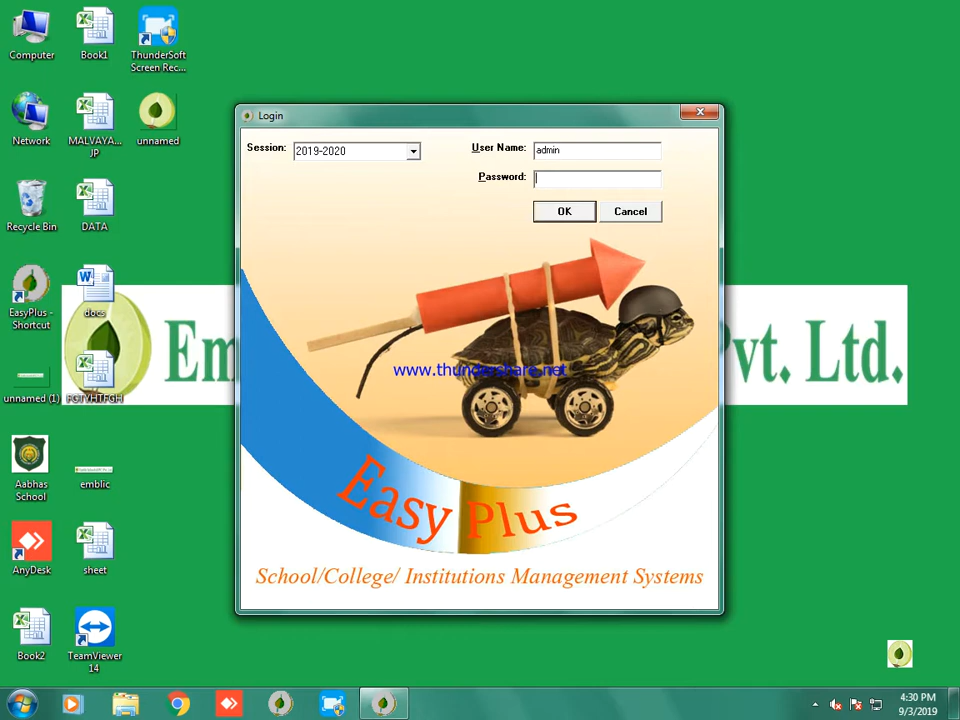 Computer
Book1
ThunderSoft
Screen Rec...
Network
MALVAYA...
JP
unnamed
Recycle Bin
DATA
EasyPlus -
Shortcut
docs
unnamed (1)
FGTYHTFGH
Aabhas
School
emblic
AnyDesk
sheet
Book2
TeamViewer
14
Em
Pvt. Ltd.
Login
Session:
2019-2020
User Name:
admin
Password:
OK
Cancel
www.thundershare.net
Easy Plus
School/College/ Institutions Management Systems
4:30 PM
9/3/2019